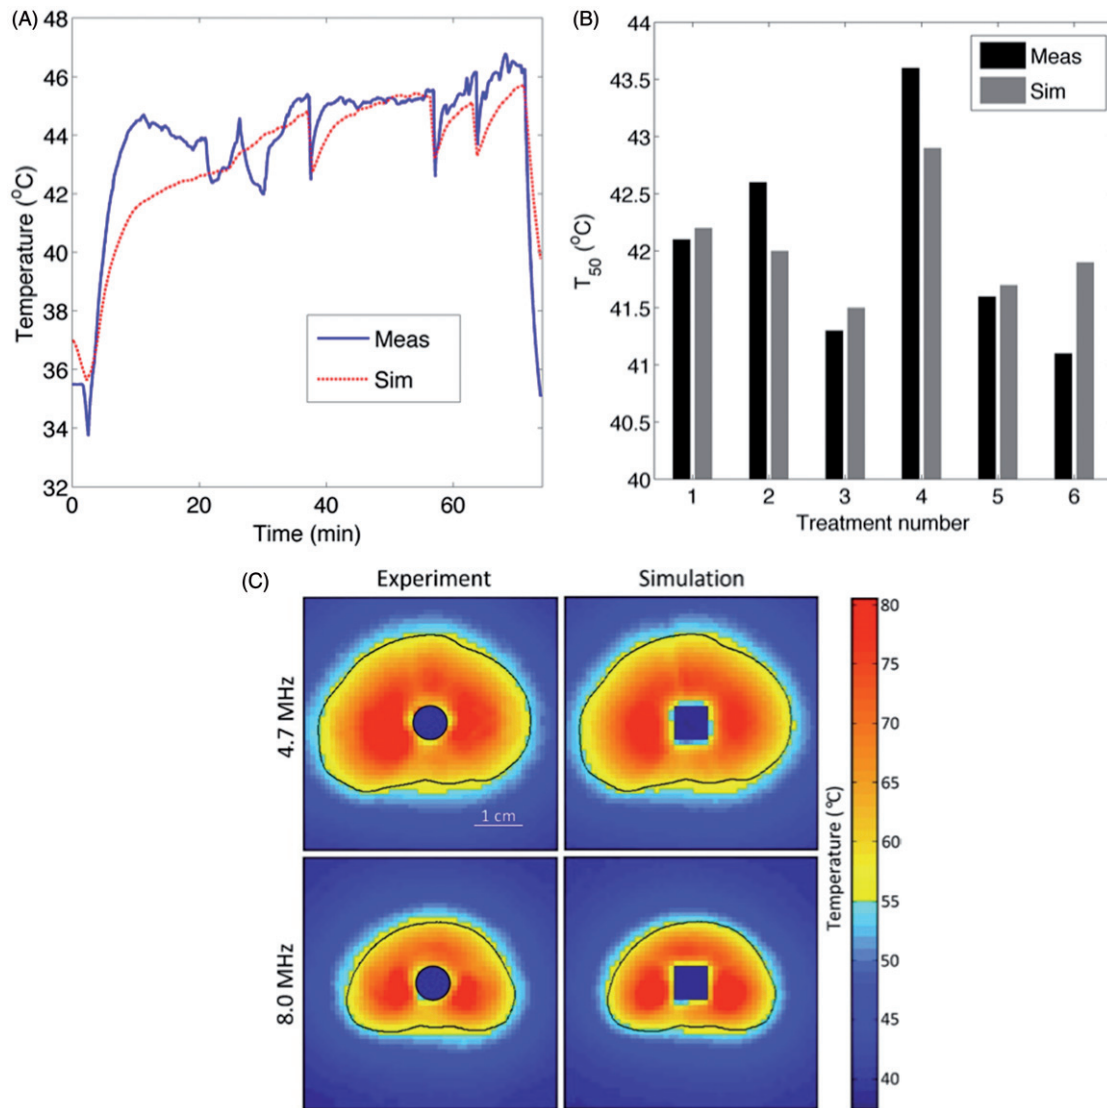 (A)
48
46
44
42
40
38
36
34
32
Temperature (°C)
Meas
Sim
0
20
40
60
Time (min)
(B)
44
43.5
43
42.5
42
41.5
41
40.5
40
T50 (°C)
Meas
Sim
1
2
3
4
5
6
Treatment number
(C)
Experiment
Simulation
4.7 MHz
8.0 MHz
1 cm
80
75
70
65
60
55
50
45
40
Temperature (°C)